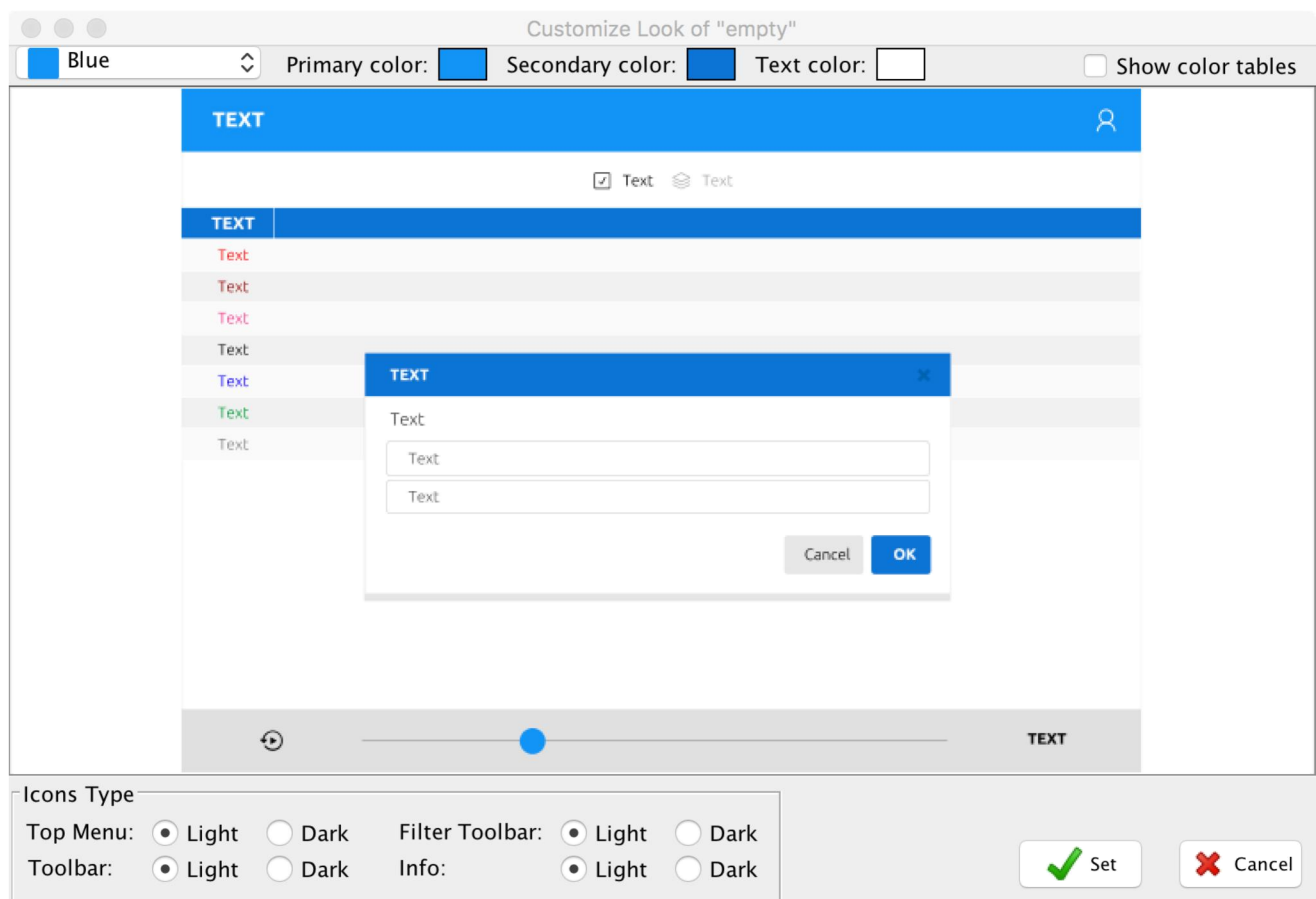 Customize Look of "empty"
Blue Primary color: Secondary color: Text color: Show color tables
TEXT
Text Text
TEXT
Text
Text
Text
Text
Text
Text
Text
TEXT
Text
Text
Text
Cancel OK
TEXT
Icons Type
Top Menu: Light Dark Filter Toolbar: Light Dark
Toolbar: Light Dark Info: Light Dark
Set Cancel